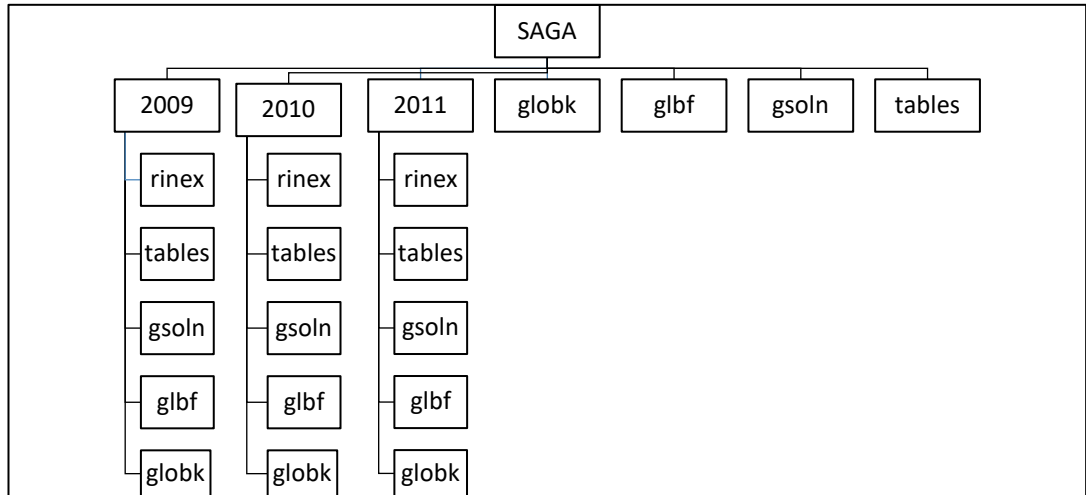 SAGA
2009 2010 2011 globk glbf gsoln tables
rinex rinex rinex
tables tables tables
gsoln gsoln gsoln
glbf glbf glbf
globk globk globk